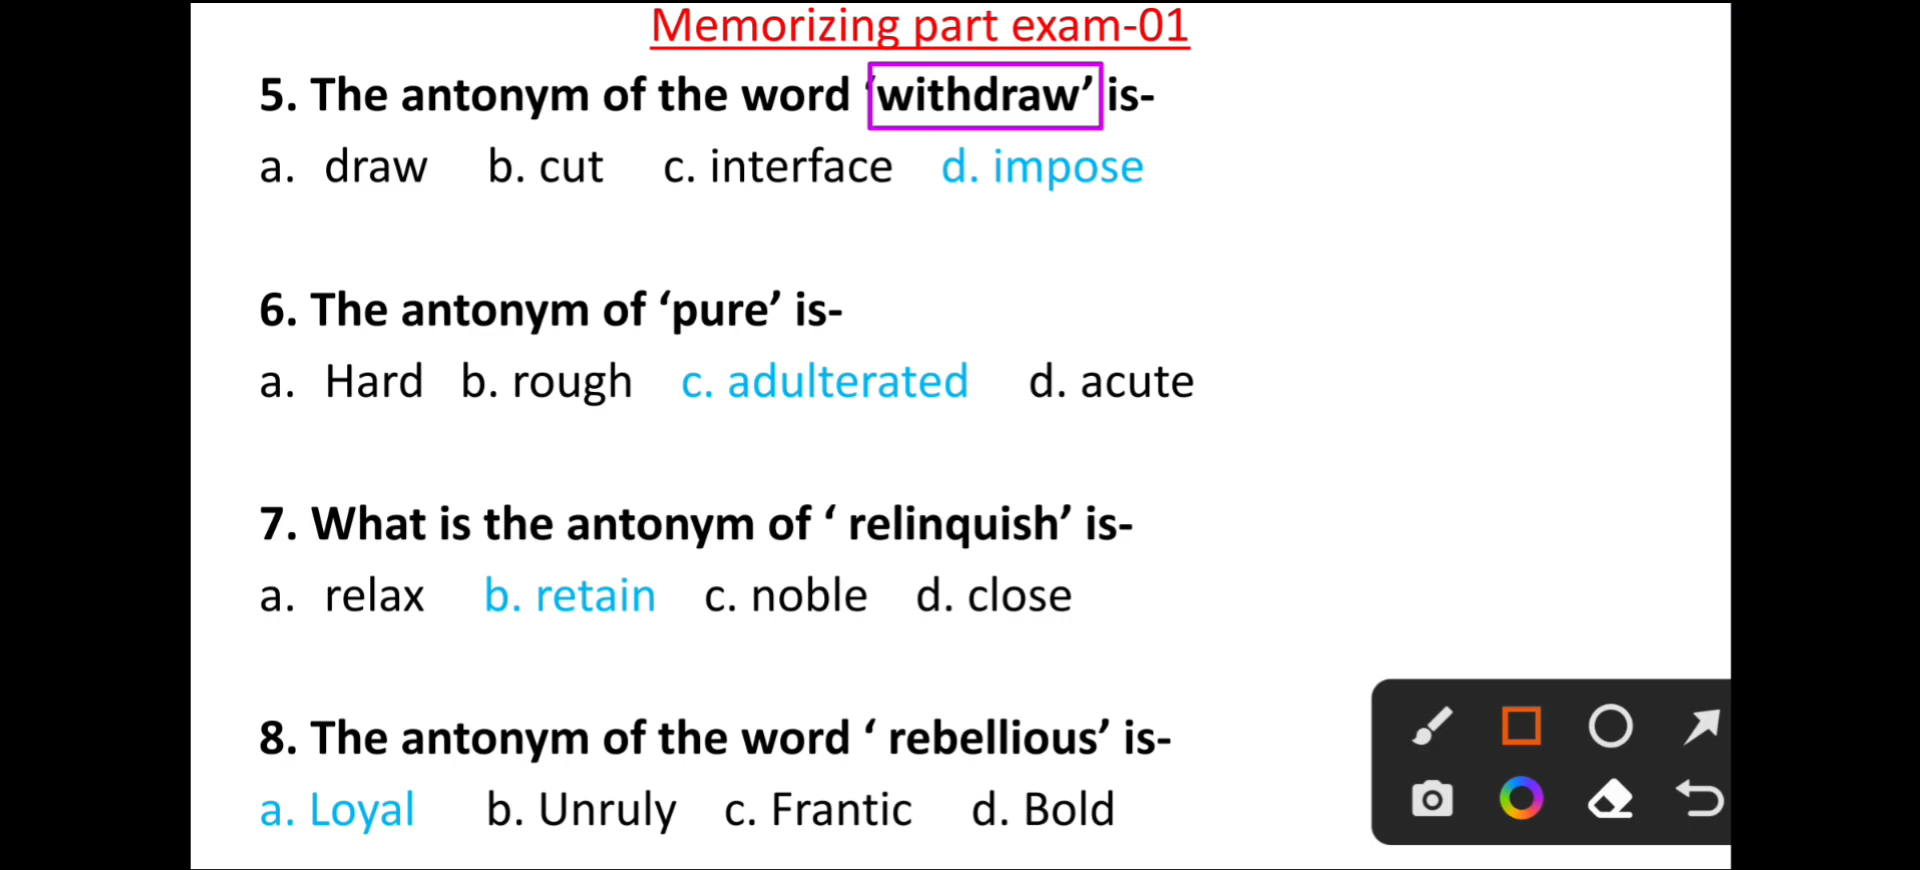 Memorizing part exam-01
5. The antonym of the word ‘withdraw’ is-
a. draw b. cut c. interface d. impose
6. The antonym of ‘pure’ is-
a. Hard b. rough c. adulterated d. acute
7. What is the antonym of ‘ relinquish’ is-
a. relax b. retain c. noble d. close
8. The antonym of the word ‘ rebellious’ is-
a. Loyal b. Unruly c. Frantic d. Bold